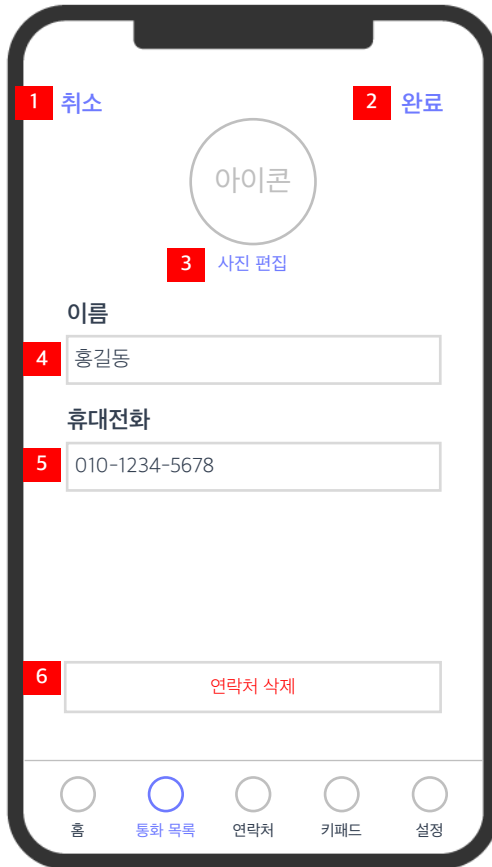 1 취소 2 완료
아이콘
3 사진 편집
이름
4 홍길동
휴대전화
5 010-1234-5678
6 연락처 삭제
홈 통화 목록 연락처 키패드 설정